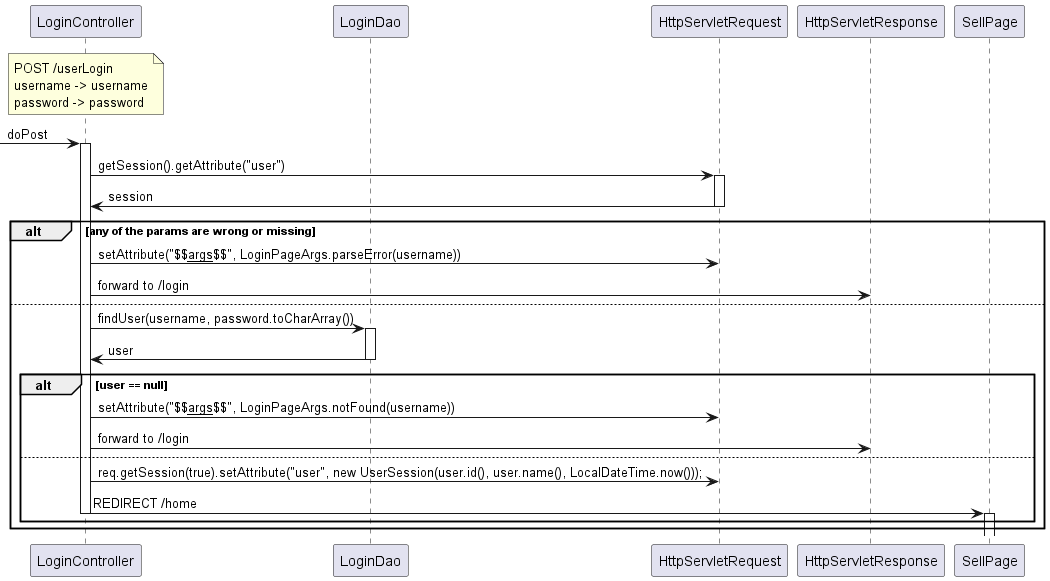 LoginController
LoginDao
HttpServletRequest
HttpServletResponse
SellPage
POST /userLogin
username -> username
password -> password
doPost
getSession().getAttribute("user")
session
alt
[any of the params are wrong or missing]
setAttribute("$$args$$", LoginPageArgs.parseError(username))
forward to /login
findUser(username, password.toCharArray())
user
alt
[user == null]
setAttribute("$$args$$", LoginPageArgs.notFound(username))
forward to /login
req.getSession(true).setAttribute("user", new UserSession(user.id(), user.name(), LocalDateTime.now()));
REDIRECT /home
LoginController
LoginDao
HttpServletRequest
HttpServletResponse
SellPage